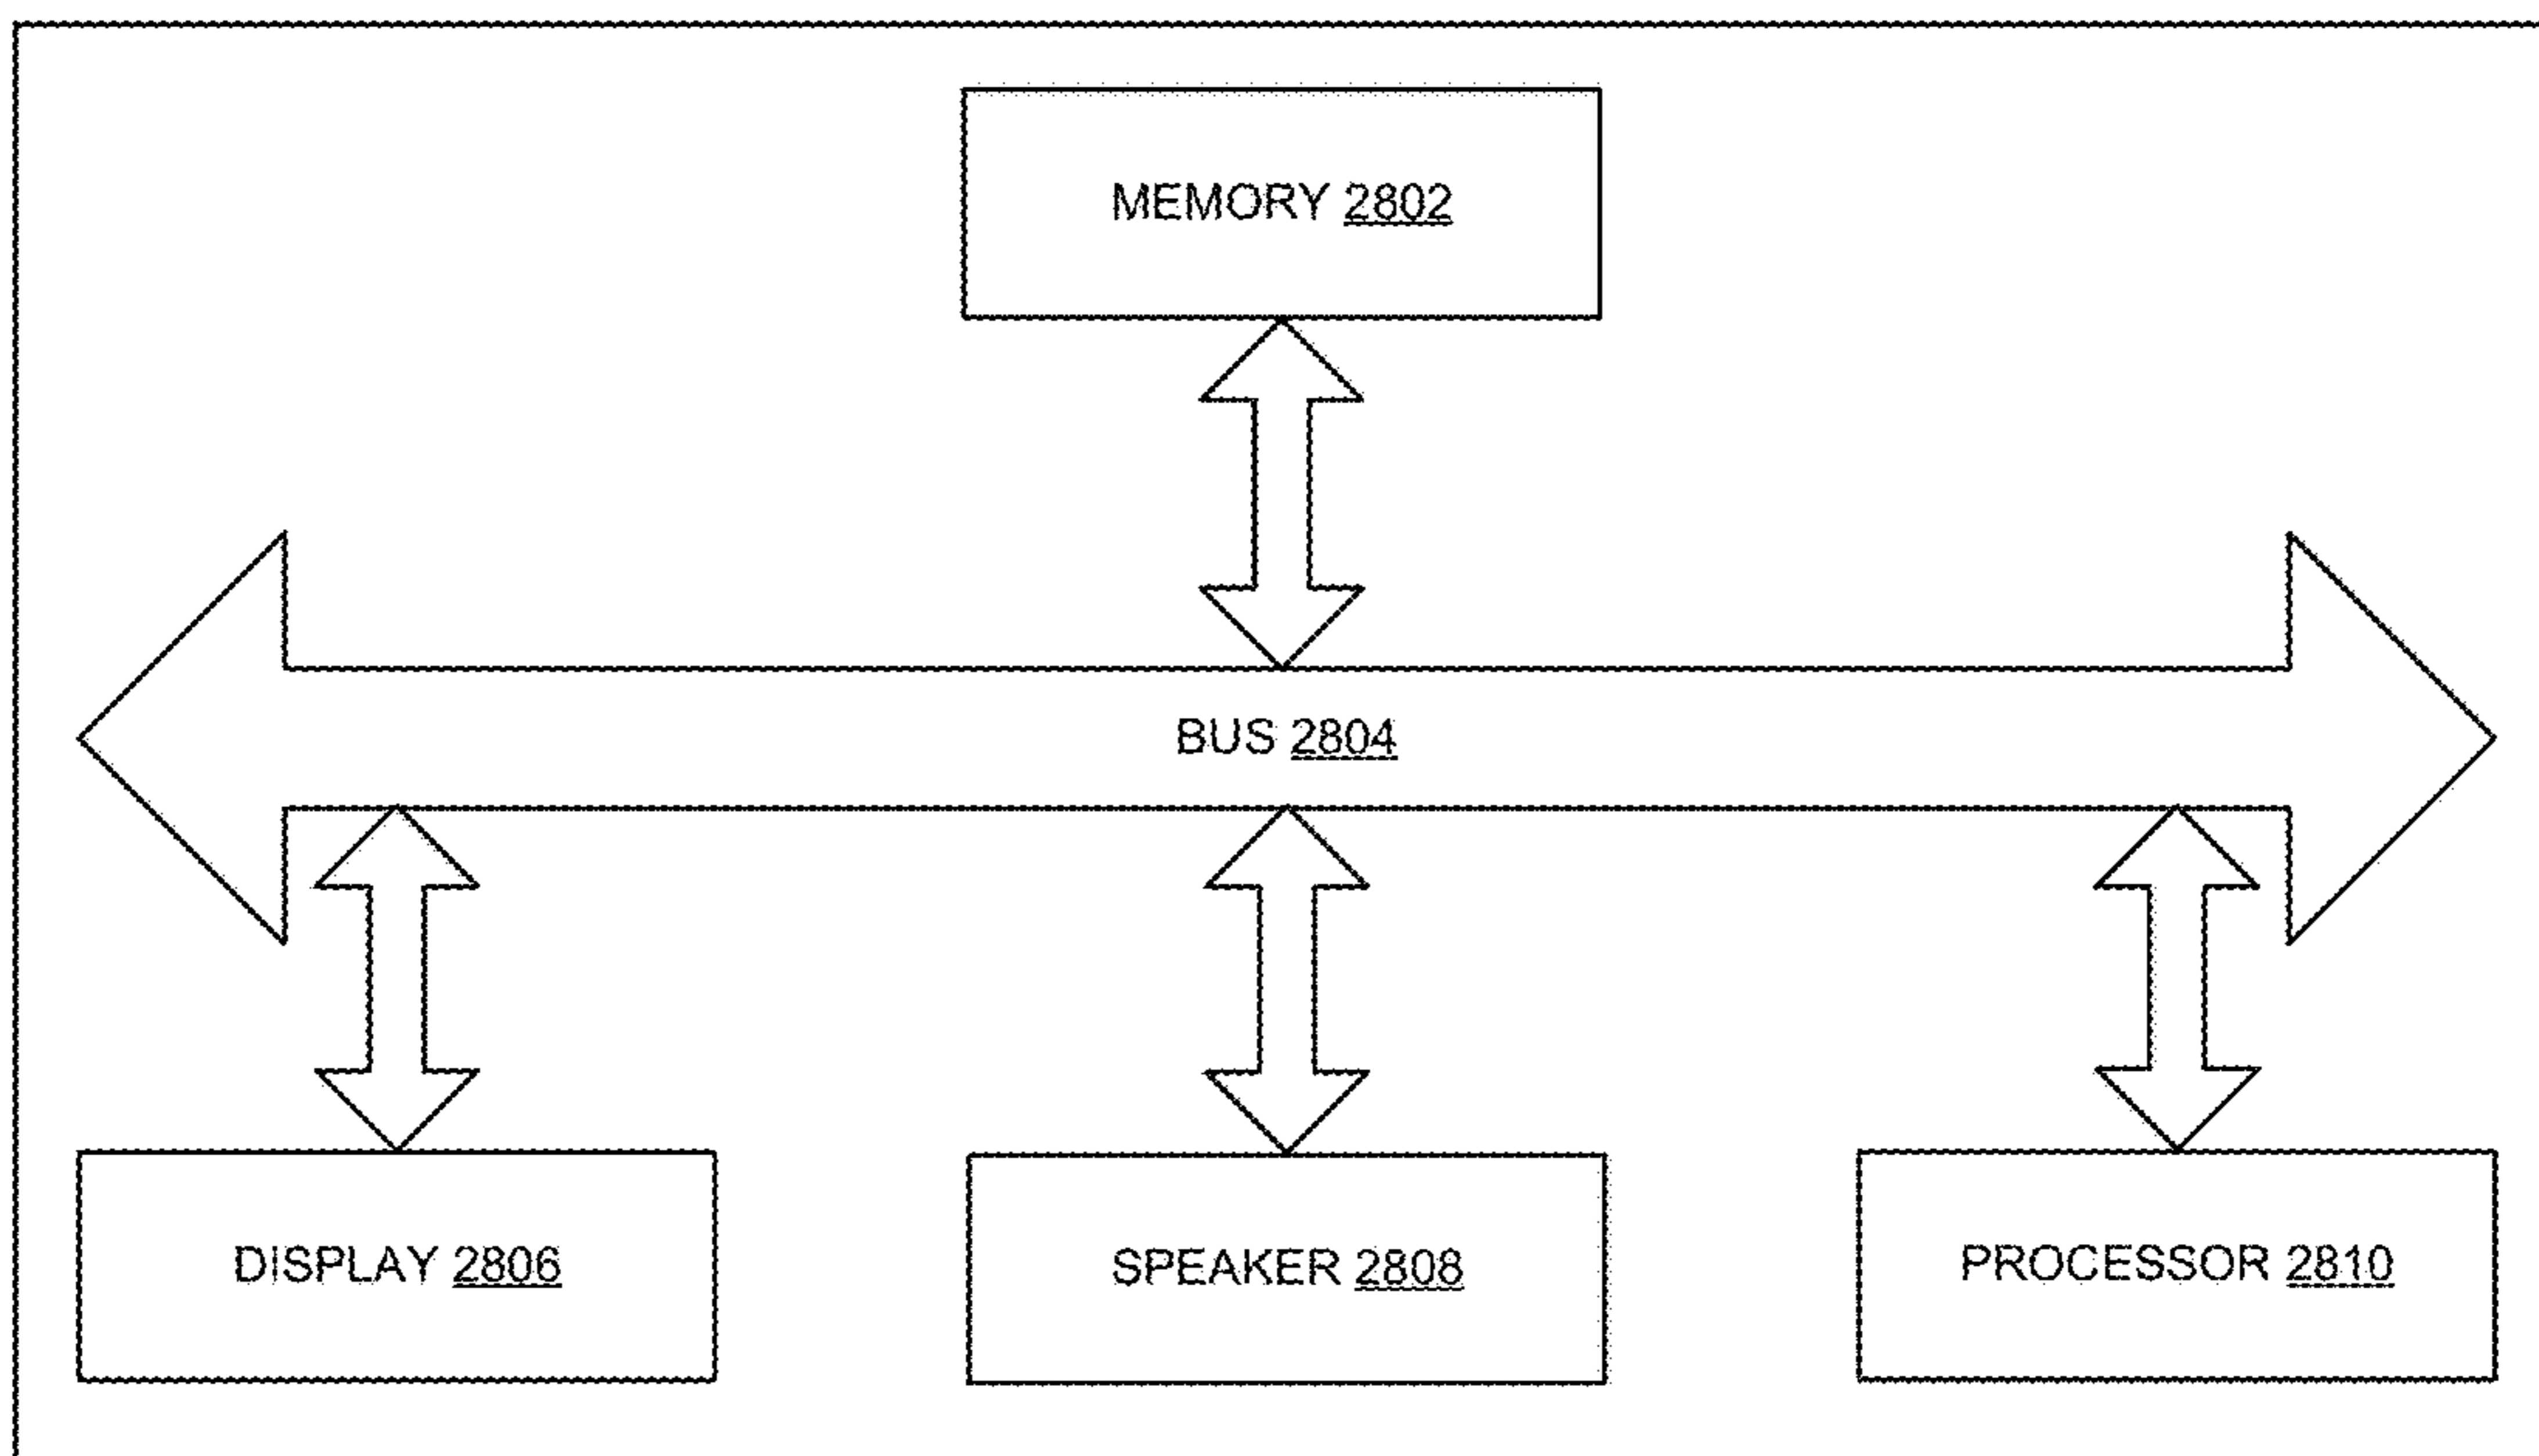 MEMORY 2802
BUS 2804
DISPLAY 2806
SPEAKER 2808
PROCESSOR 2810